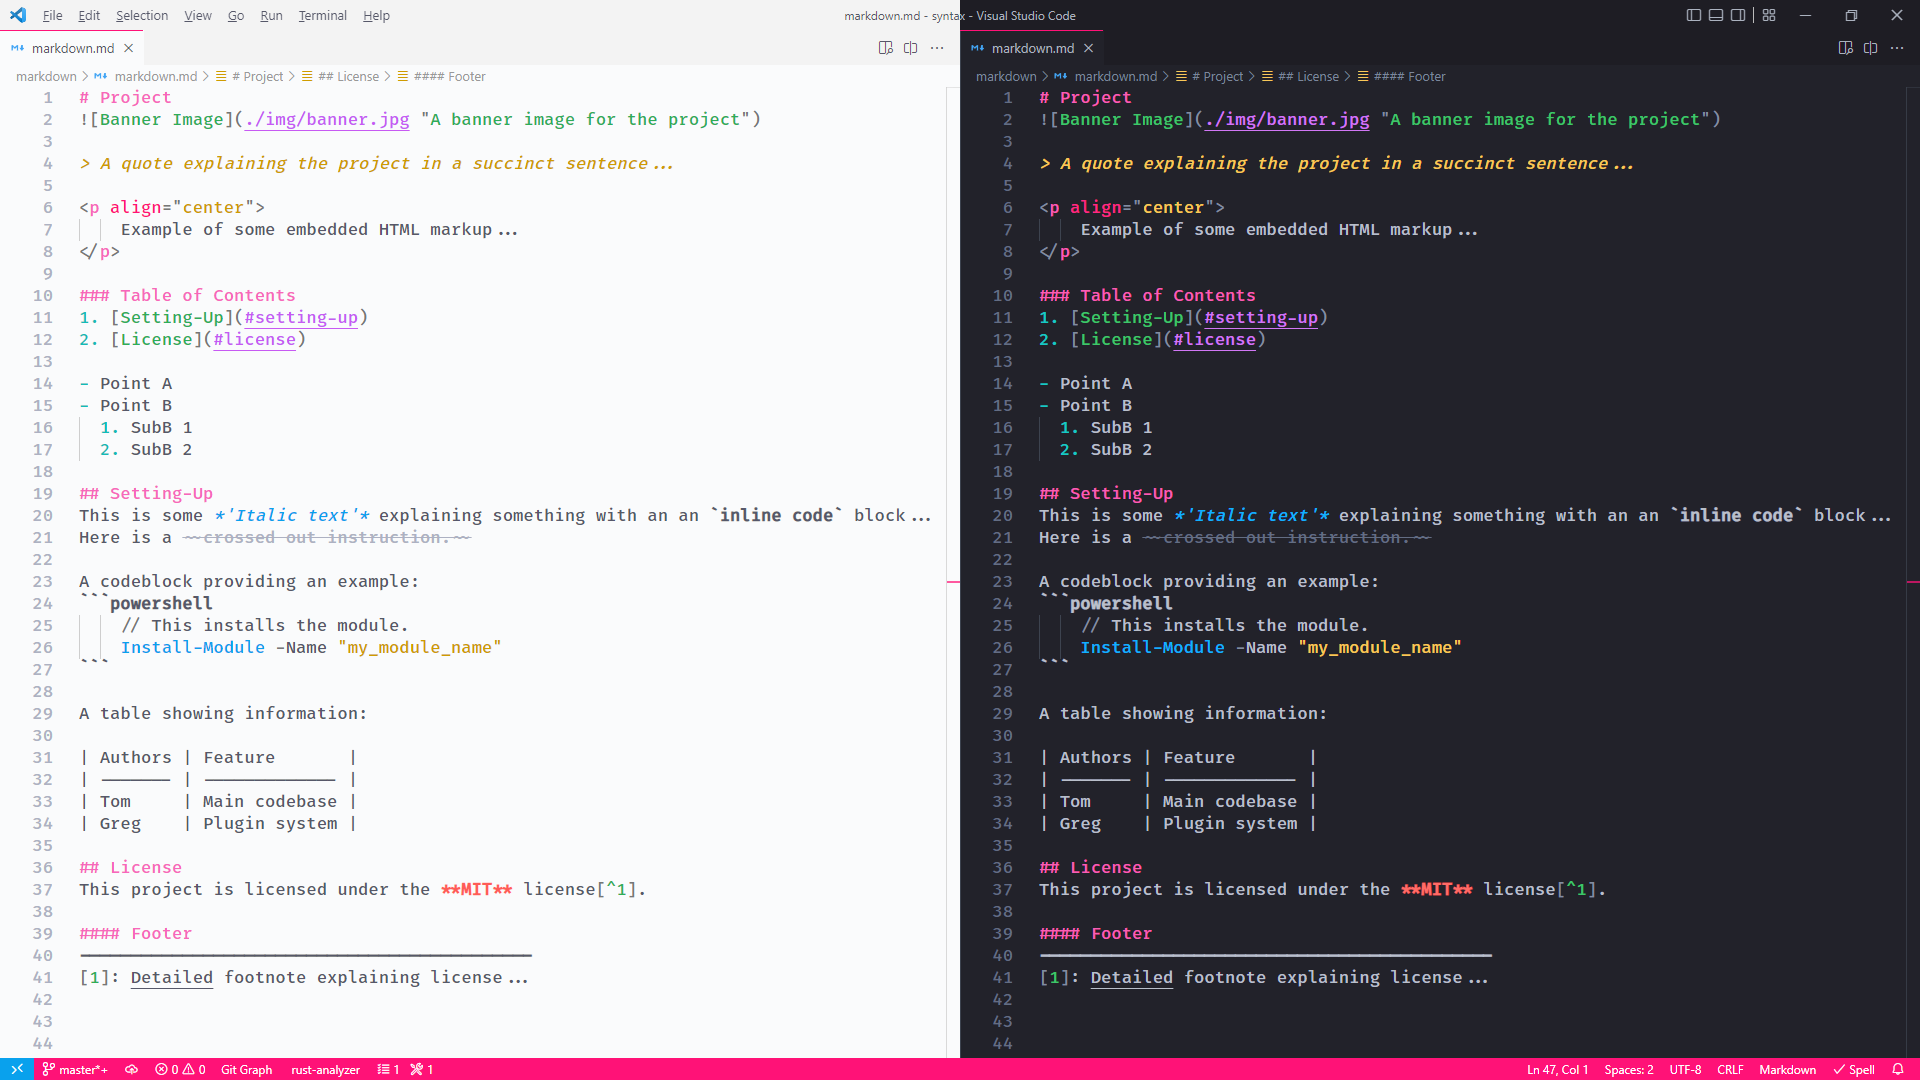 File Edit Selection View Go Run Terminal Help
markdown.md - syntax - Visual Studio Code
markdown.md
markdown > markdown.md > # Project > ## License > #### Footer
1 # Project
2 ![Banner Image](./img/banner.jpg "A banner image for the project")
3
4 > A quote explaining the project in a succinct sentence...
5
6 <p align="center">
7 Example of some embedded HTML markup...
8 </p>
9
10 ### Table of Contents
11 1. [Setting-Up](#setting-up)
12 2. [License](#license)
13
14 - Point A
15 - Point B
16 1. SubB 1
17 2. SubB 2
18
19 ## Setting-Up
20 This is some *'Italic text'* explaining something with an an `inline code` block...
21 Here is a ~~crossed out instruction.~~
22
23 A codeblock providing an example:
24 ```powershell
25 // This installs the module.
26 Install-Module -Name "my_module_name"
27 ```
28
29 A table showing information:
30
31 | Authors | Feature |
32 | ------- | ------------- |
33 | Tom | Main codebase |
34 | Greg | Plugin system |
35
36 ## License
37 This project is licensed under the **MIT** license[^1].
38
39 #### Footer
40 --------------------------------------------
41 [1]: Detailed footnote explaining license...
42
43
44
markdown.md
markdown > markdown.md > # Project > ## License > #### Footer
1 # Project
2 ![Banner Image](./img/banner.jpg "A banner image for the project")
3
4 > A quote explaining the project in a succinct sentence...
5
6 <p align="center">
7 Example of some embedded HTML markup...
8 </p>
9
10 ### Table of Contents
11 1. [Setting-Up](#setting-up)
12 2. [License](#license)
13
14 - Point A
15 - Point B
16 1. SubB 1
17 2. SubB 2
18
19 ## Setting-Up
20 This is some *'Italic text'* explaining something with an an `inline code` block...
21 Here is a ~~crossed out instruction.~~
22
23 A codeblock providing an example:
24 ```powershell
25 // This installs the module.
26 Install-Module -Name "my_module_name"
27 ```
28
29 A table showing information:
30
31 | Authors | Feature |
32 | ------- | ------------- |
33 | Tom | Main codebase |
34 | Greg | Plugin system |
35
36 ## License
37 This project is licensed under the **MIT** license[^1].
38
39 #### Footer
40 --------------------------------------------
41 [1]: Detailed footnote explaining license...
42
43
44
master*+ 0 0 Git Graph rust-analyzer 1 1 Ln 47, Col 1 Spaces: 2 UTF-8 CRLF Markdown Spell